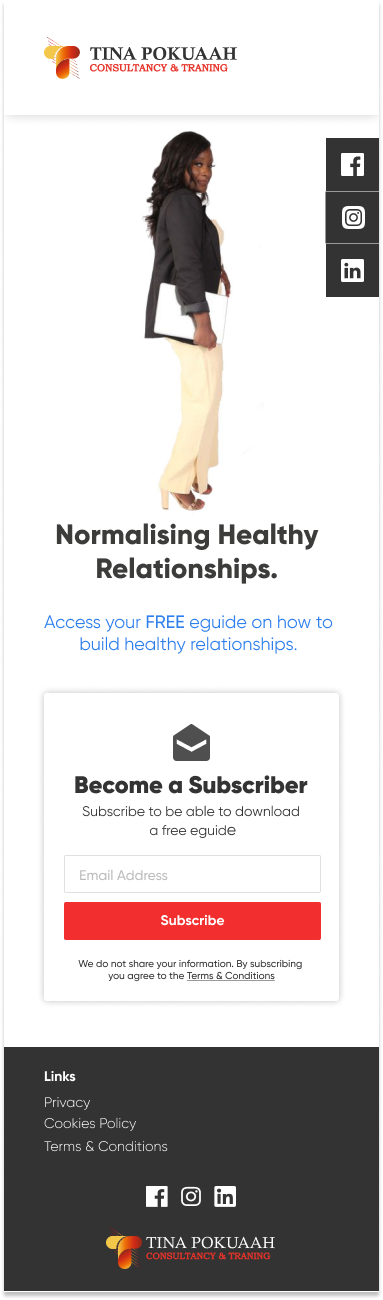 TINA POKUAAH
CONSULTANCY & TRANING
Normalising Healthy
Relationships.
Access your FREE eguide on how to
build healthy relationships.
Become a Subscriber
Subscribe to be able to download
a free eguide
Email Address
Subscribe
We do not share your information. By subscribing
you agree to the Terms & Conditions
Links
Privacy
Cookies Policy
Terms & Conditions
TINA POKUAAH
CONSULTANCY & TRANING